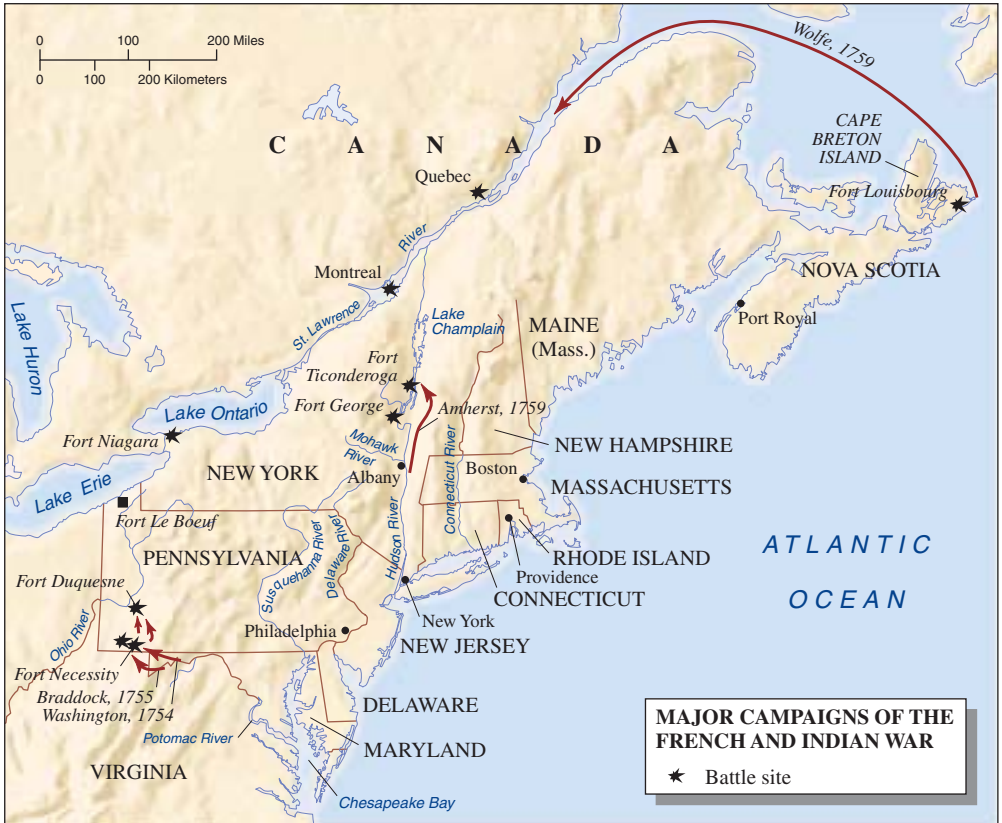 0 100 200 Miles
0 100 200 Kilometers
Wolfe, 1759
CAPE
BRETON
ISLAND
C A N A D A
Quebec
Fort Louisbourg
River
NOVA SCOTIA
Montreal
Port Royal
St. Lawrence
Lake
Champlain
MAINE
(Mass.)
Lake Huron
Fort
Ticonderoga
Lake Ontario
Fort George
Amherst, 1759
Fort Niagara
Mohawk
River
NEW HAMPSHIRE
NEW YORK
Albany
Connecticut River
Boston
MASSACHUSETTS
Lake Erie
Fort Le Boeuf
Hudson River
Susquehanna River
Delaware River
PENNSYLVANIA
RHODE ISLAND
Providence
CONNECTICUT
ATLANTIC
OCEAN
Fort Duquesne
New York
Ohio River
Philadelphia
NEW JERSEY
Fort Necessity
Braddock, 1755
Washington, 1754
DELAWARE
Potomac River
MARYLAND
VIRGINIA
Chesapeake Bay
MAJOR CAMPAIGNS OF THE
FRENCH AND INDIAN WAR
Battle site